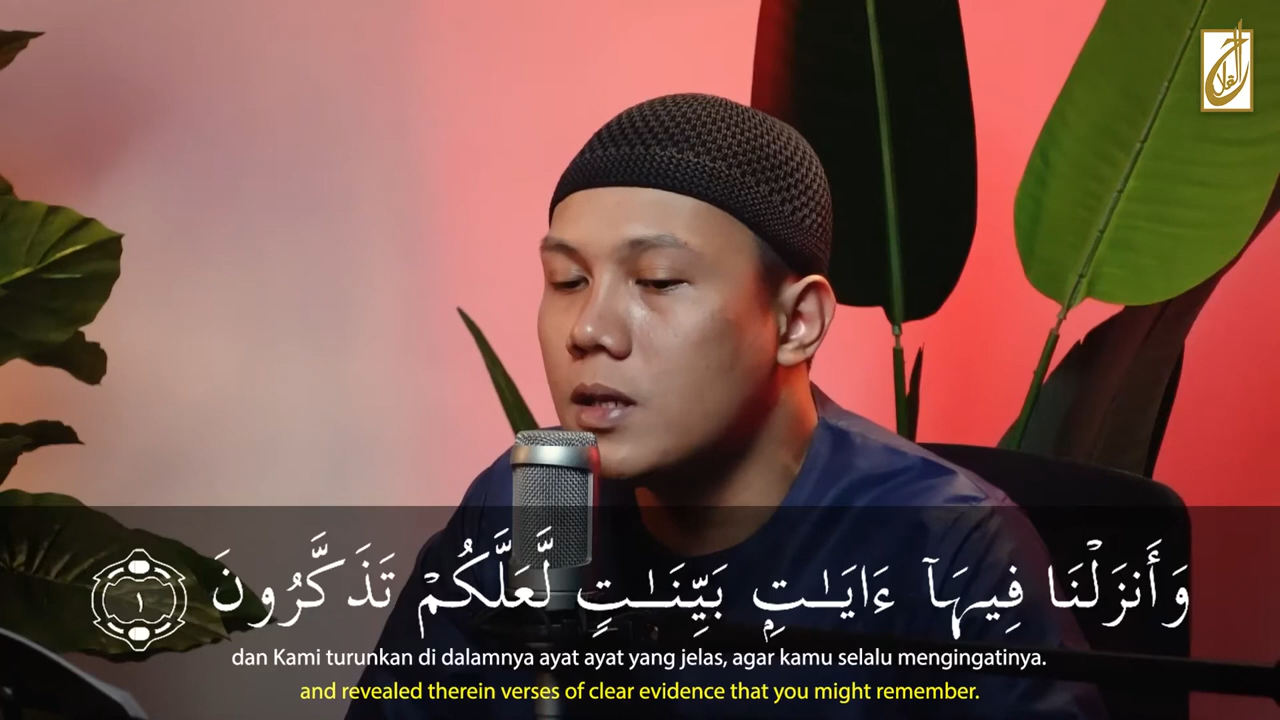 القلاح
وَأَنزَلْنَا فِيهَآ ءَايَـٰتٍۭ بَيِّنَـٰتٍ لَّعَلَّكُمْ تَذَكَّرُونَ ١
dan Kami turunkan di dalamnya ayat ayat yang jelas, agar kamu selalu mengingatinya.
and revealed therein verses of clear evidence that you might remember.